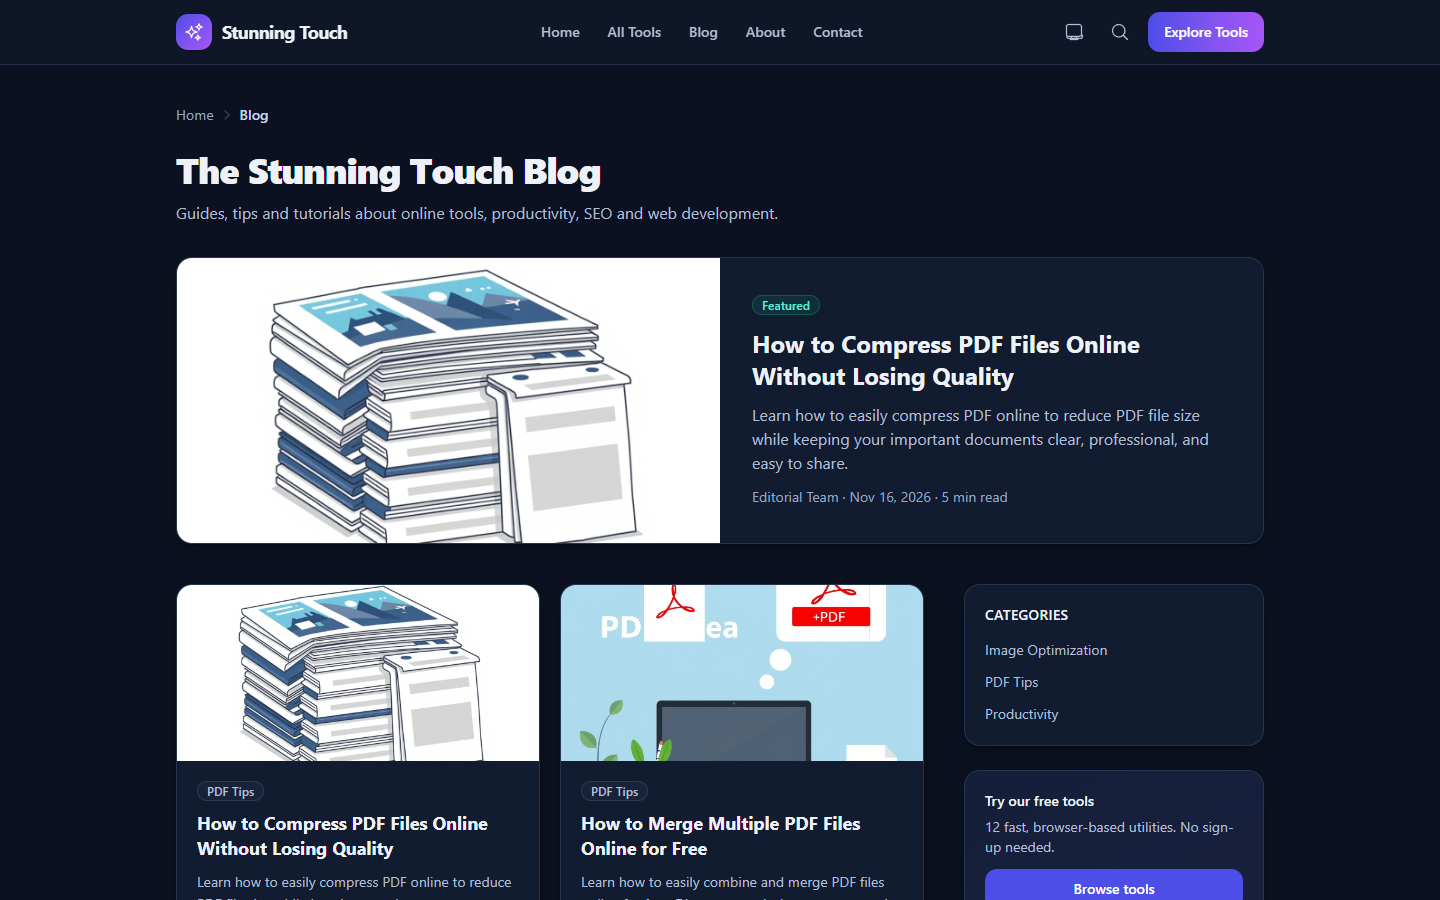 Stunning Touch
Home
All Tools
Blog
About
Contact
Explore Tools
Home
Blog
The Stunning Touch Blog
Guides, tips and tutorials about online tools, productivity, SEO and web development.
Featured
How to Compress PDF Files Online
Without Losing Quality
Learn how to easily compress PDF online to reduce PDF file size
while keeping your important documents clear, professional, and
easy to share.
Editorial Team · Nov 16, 2026 · 5 min read
PDF Tips
How to Compress PDF Files Online
Without Losing Quality
Learn how to easily compress PDF online to reduce
PD
ea
+PDF
PDF Tips
How to Merge Multiple PDF Files
Online for Free
Learn how to easily combine and merge PDF files
CATEGORIES
Image Optimization
PDF Tips
Productivity
Try our free tools
12 fast, browser-based utilities. No sign-
up needed.
Browse tools